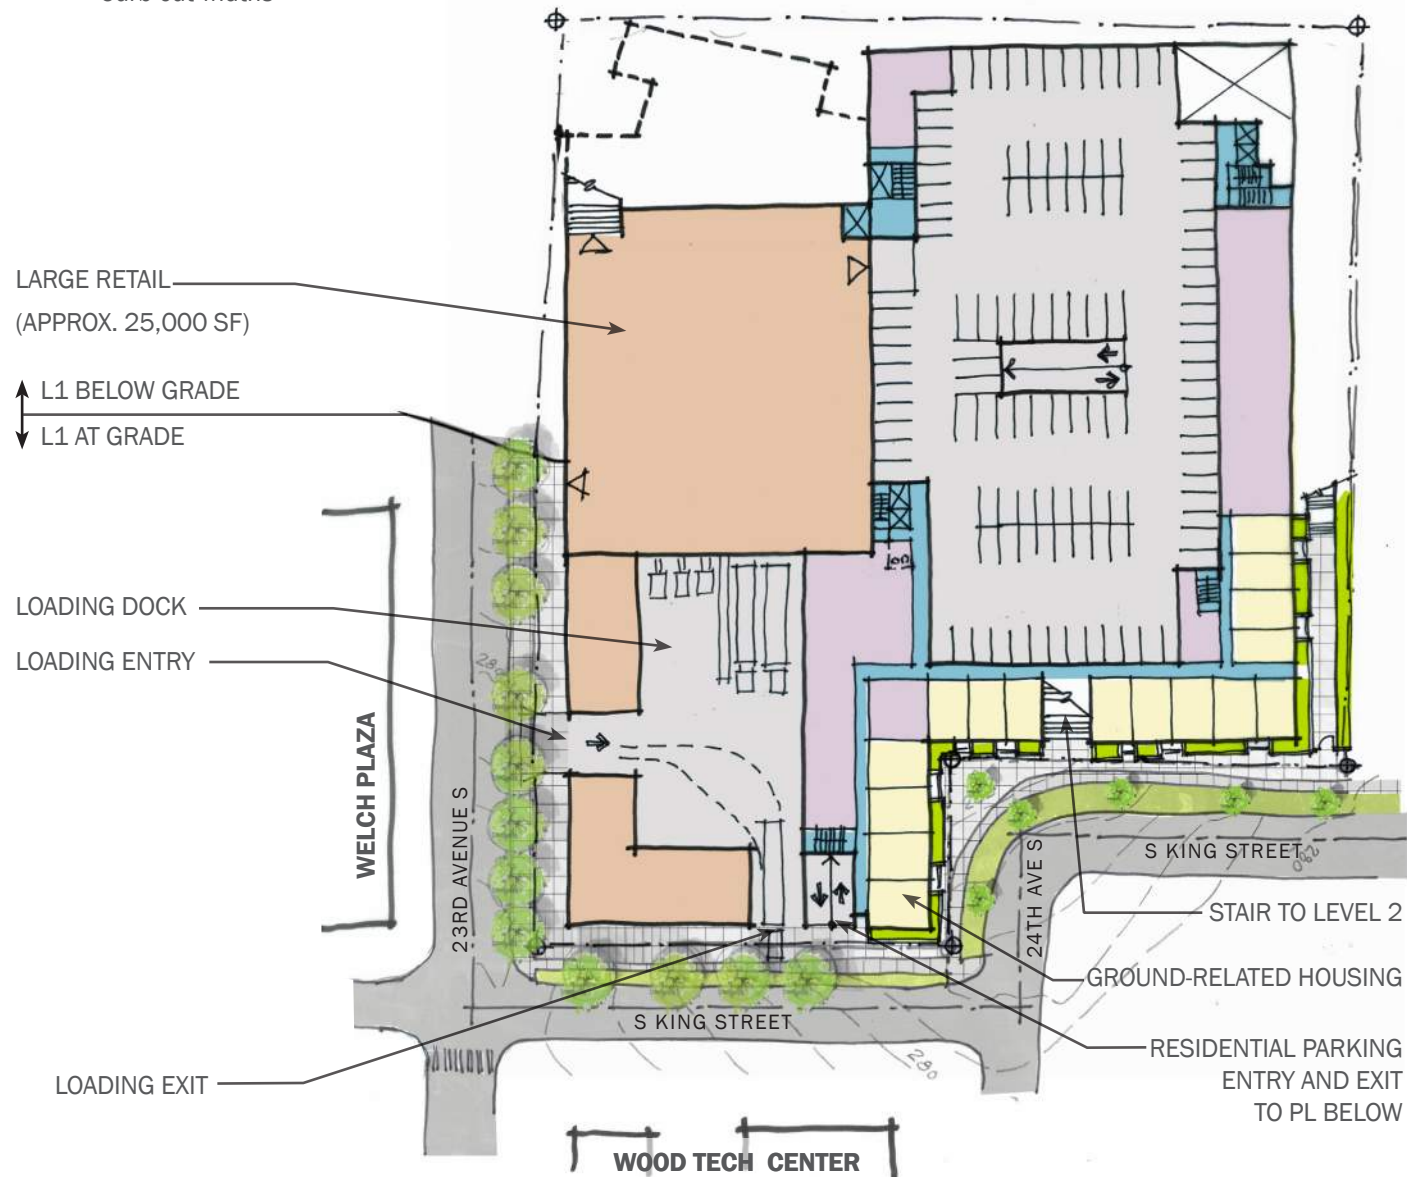 LARGE RETAIL
(APPROX. 25,000 SF)
L1 BELOW GRADE
L1 AT GRADE
LOADING DOCK
LOADING ENTRY
280
WELCH PLAZA
23RD AVENUE S
24TH AVE S
S KING STREET
280
STAIR TO LEVEL 2
GROUND-RELATED HOUSING
S KING STREET
280
RESIDENTIAL PARKING
ENTRY AND EXIT
TO PL BELOW
LOADING EXIT
WOOD TECH CENTER